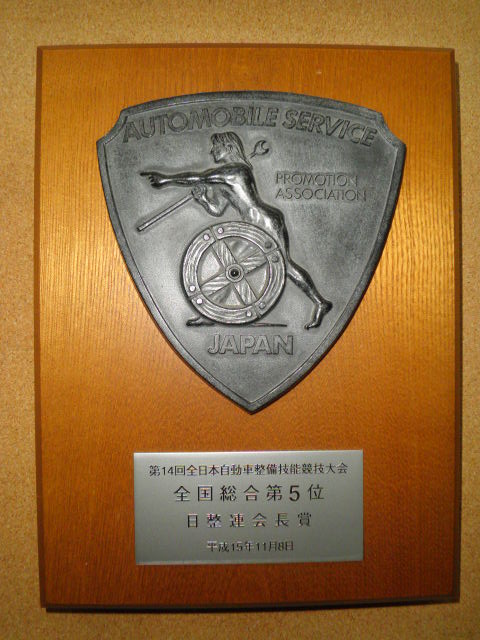 AUTOMOBILE SERVICE
PROMOTION
ASSOCIATION
JAPAN
第14回全日本自動車整備技能競技大会
全国総合第5位
日整連会長賞
平成15年11月8日